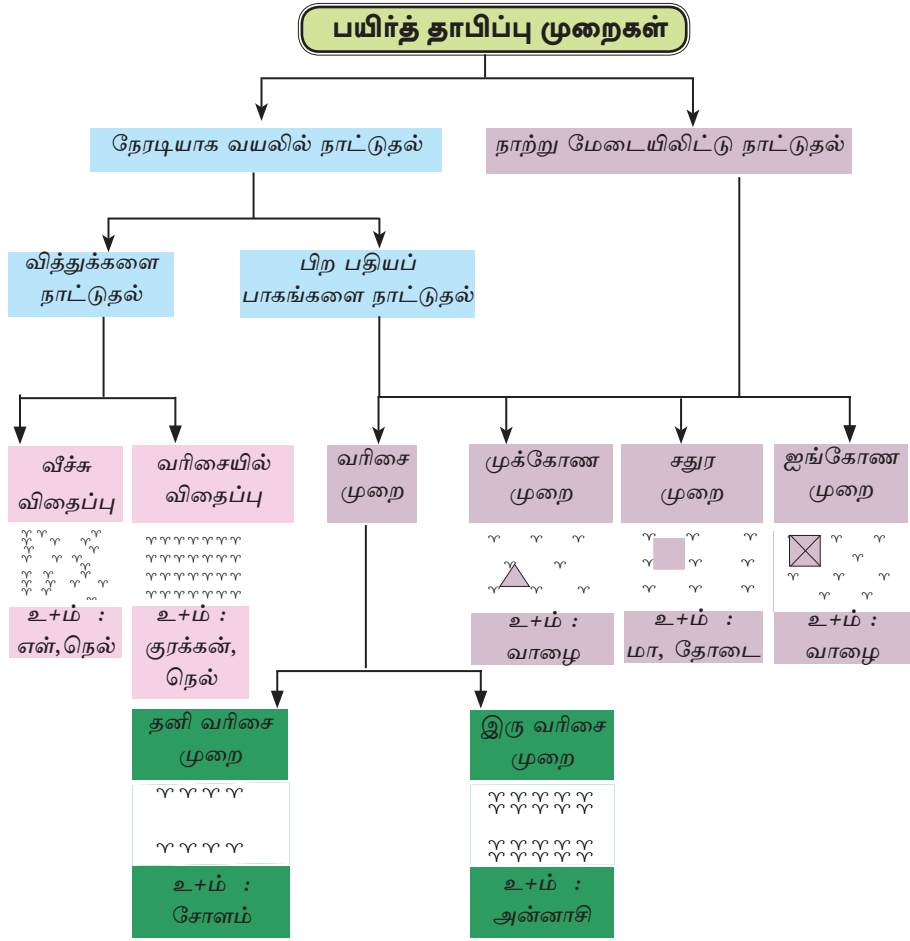 பயிர்த் தாபிப்பு முறைகள்
நேரடியாக வயலில் நாட்டுதல்
நாற்று மேடையிலிட்டு நாட்டுதல்
வித்துக்களை
நாட்டுதல்
பிற பதியப்
பாகங்களை நாட்டுதல்
வீச்சு
விதைப்பு
வரிசையில்
விதைப்பு
வரிசை
முறை
முக்கோண
முறை
சதுர
முறை
ஐங்கோண
முறை
உ+ம் :
எள்,நெல்
உ+ம் :
குரக்கன்,
நெல்
உ+ம் :
வாழை
உ+ம் :
மா, தோடை
உ+ம் :
வாழை
தனி வரிசை
முறை
இரு வரிசை
முறை
உ+ம் :
சோளம்
உ+ம் :
அன்னாசி